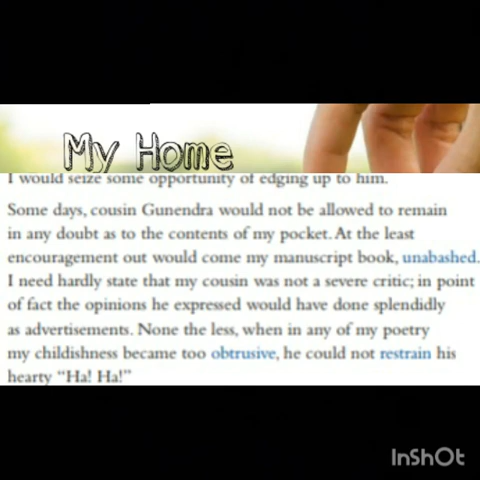 My Home
I would seize some opportunity of edging up to him.
Some days, cousin Gunendra would not be allowed to remain
in any doubt as to the contents of my pocket. At the least
encouragement out would come my manuscript book, unabashed.
I need hardly state that my cousin was not a severe critic; in point
of fact the opinions he expressed would have done splendidly
as advertisements. None the less, when in any of my poetry
my childishness became too obtrusive, he could not restrain his
hearty “Ha! Ha!”
InShOt